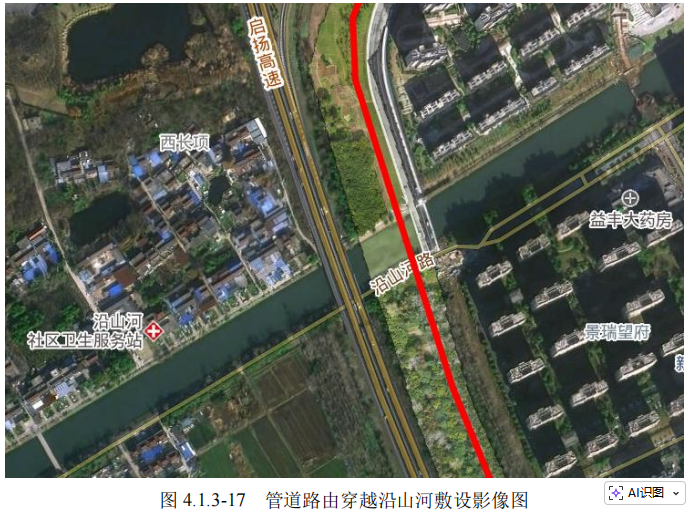 启扬高速
西长项
益丰大药房
沿山河路
沿山河
社区卫生服务站
景瑞望府
新
图 4.1.3-17 管道路由穿越沿山河敷设影像图
AI识图